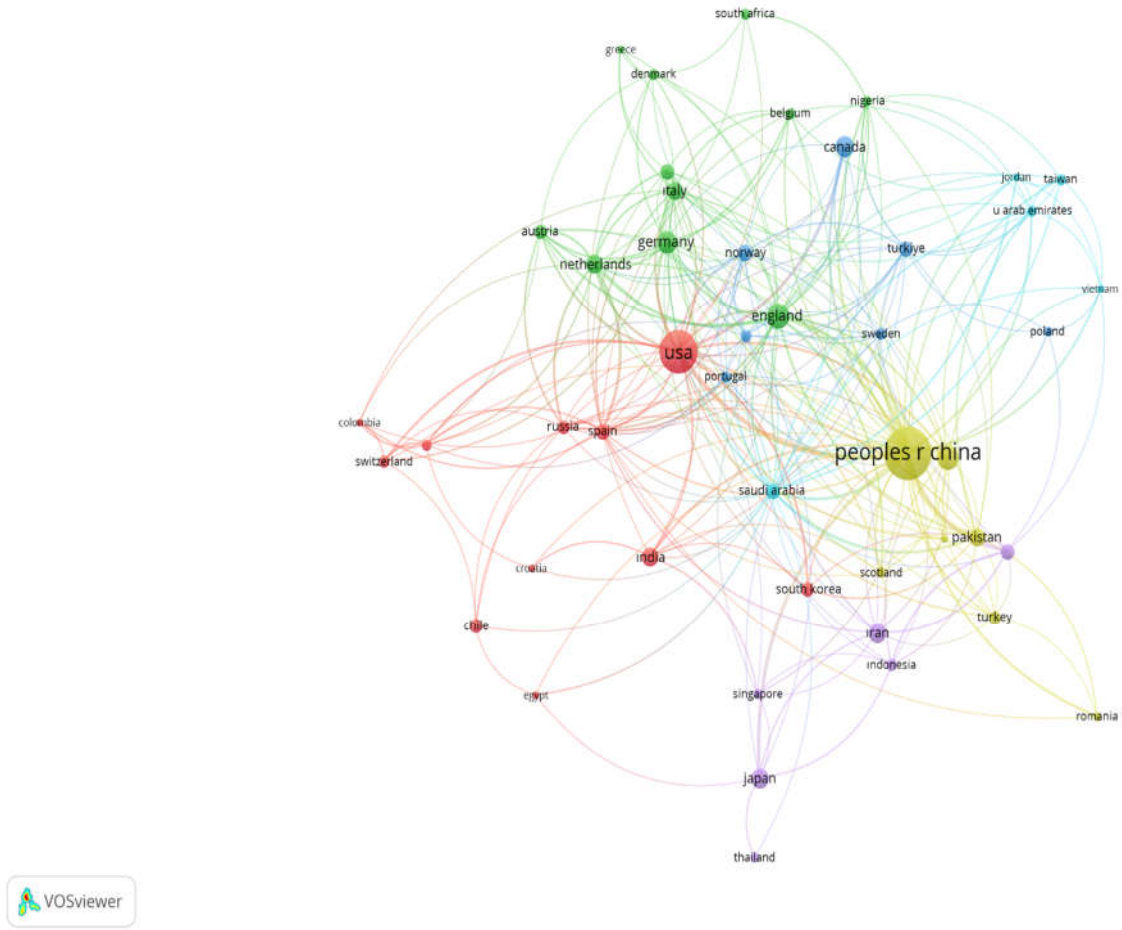 south africa
greece
denmark
nigeria
belgium
canada
italy
jordan
taiwan
u arab emirates
austria
germany
netherlands
norway
turkiye
vietnam
england
sweden
poland
usa
portugal
colombia
russia
spain
switzerland
peoples r china
saudi arabia
pakistan
india
croatia
scotland
south korea
chile
turkey
iran
indonesia
egypt
singapore
romania
japan
thailand
VOSviewer